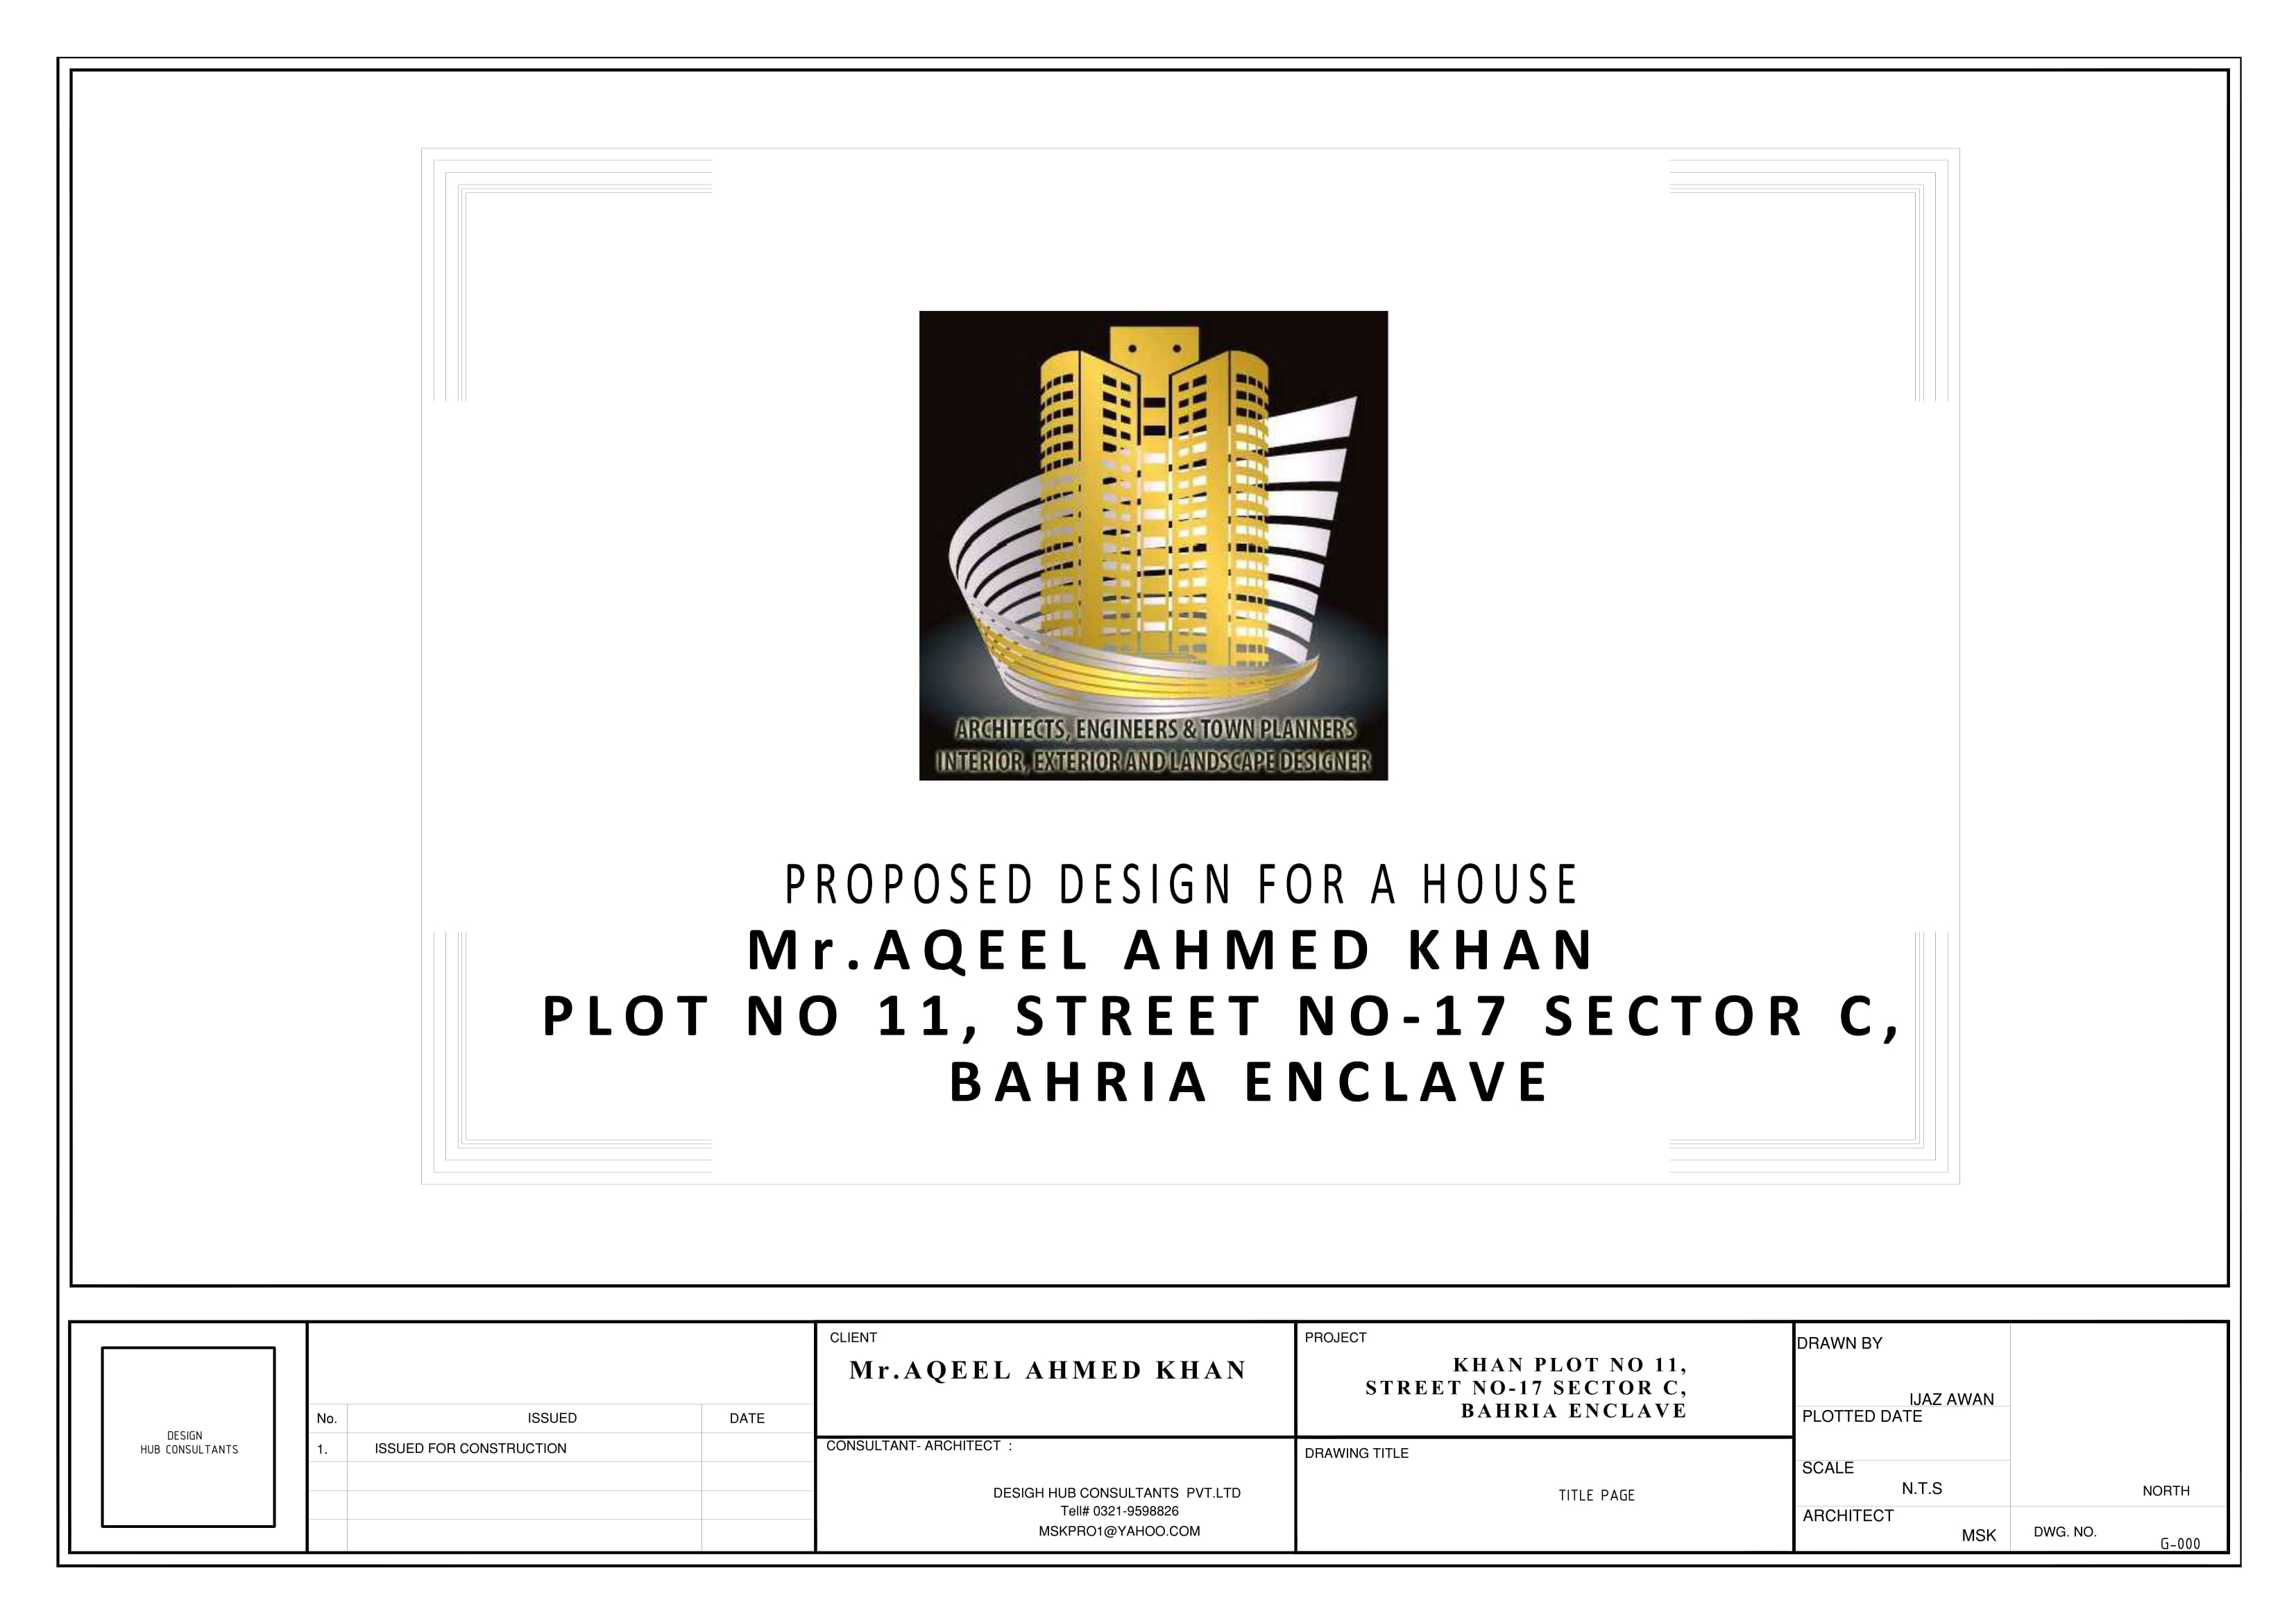 ARCHITECTS, ENGINEERS & TOWN PLANNERS
INTERIOR, EXTERIOR AND LANDSCAPE DESIGNER
PROPOSED DESIGN FOR A HOUSE
Mr.AQEEL AHMED KHAN
PLOT NO 11, STREET NO-17 SECTOR C,
BAHRIA ENCLAVE
DESIGN
HUB CONSULTANTS
No. ISSUED DATE
1. ISSUED FOR CONSTRUCTION
CLIENT
Mr.AQEEL AHMED KHAN
CONSULTANT- ARCHITECT :
DESIGH HUB CONSULTANTS PVT.LTD
Tell# 0321-9598826
MSKPRO1@YAHOO.COM
PROJECT
KHAN PLOT NO 11,
STREET NO-17 SECTOR C,
BAHRIA ENCLAVE
DRAWING TITLE
TITLE PAGE
DRAWN BY
IJAZ AWAN
PLOTTED DATE
SCALE
N.T.S
ARCHITECT
MSK
NORTH
DWG. NO.
G-000